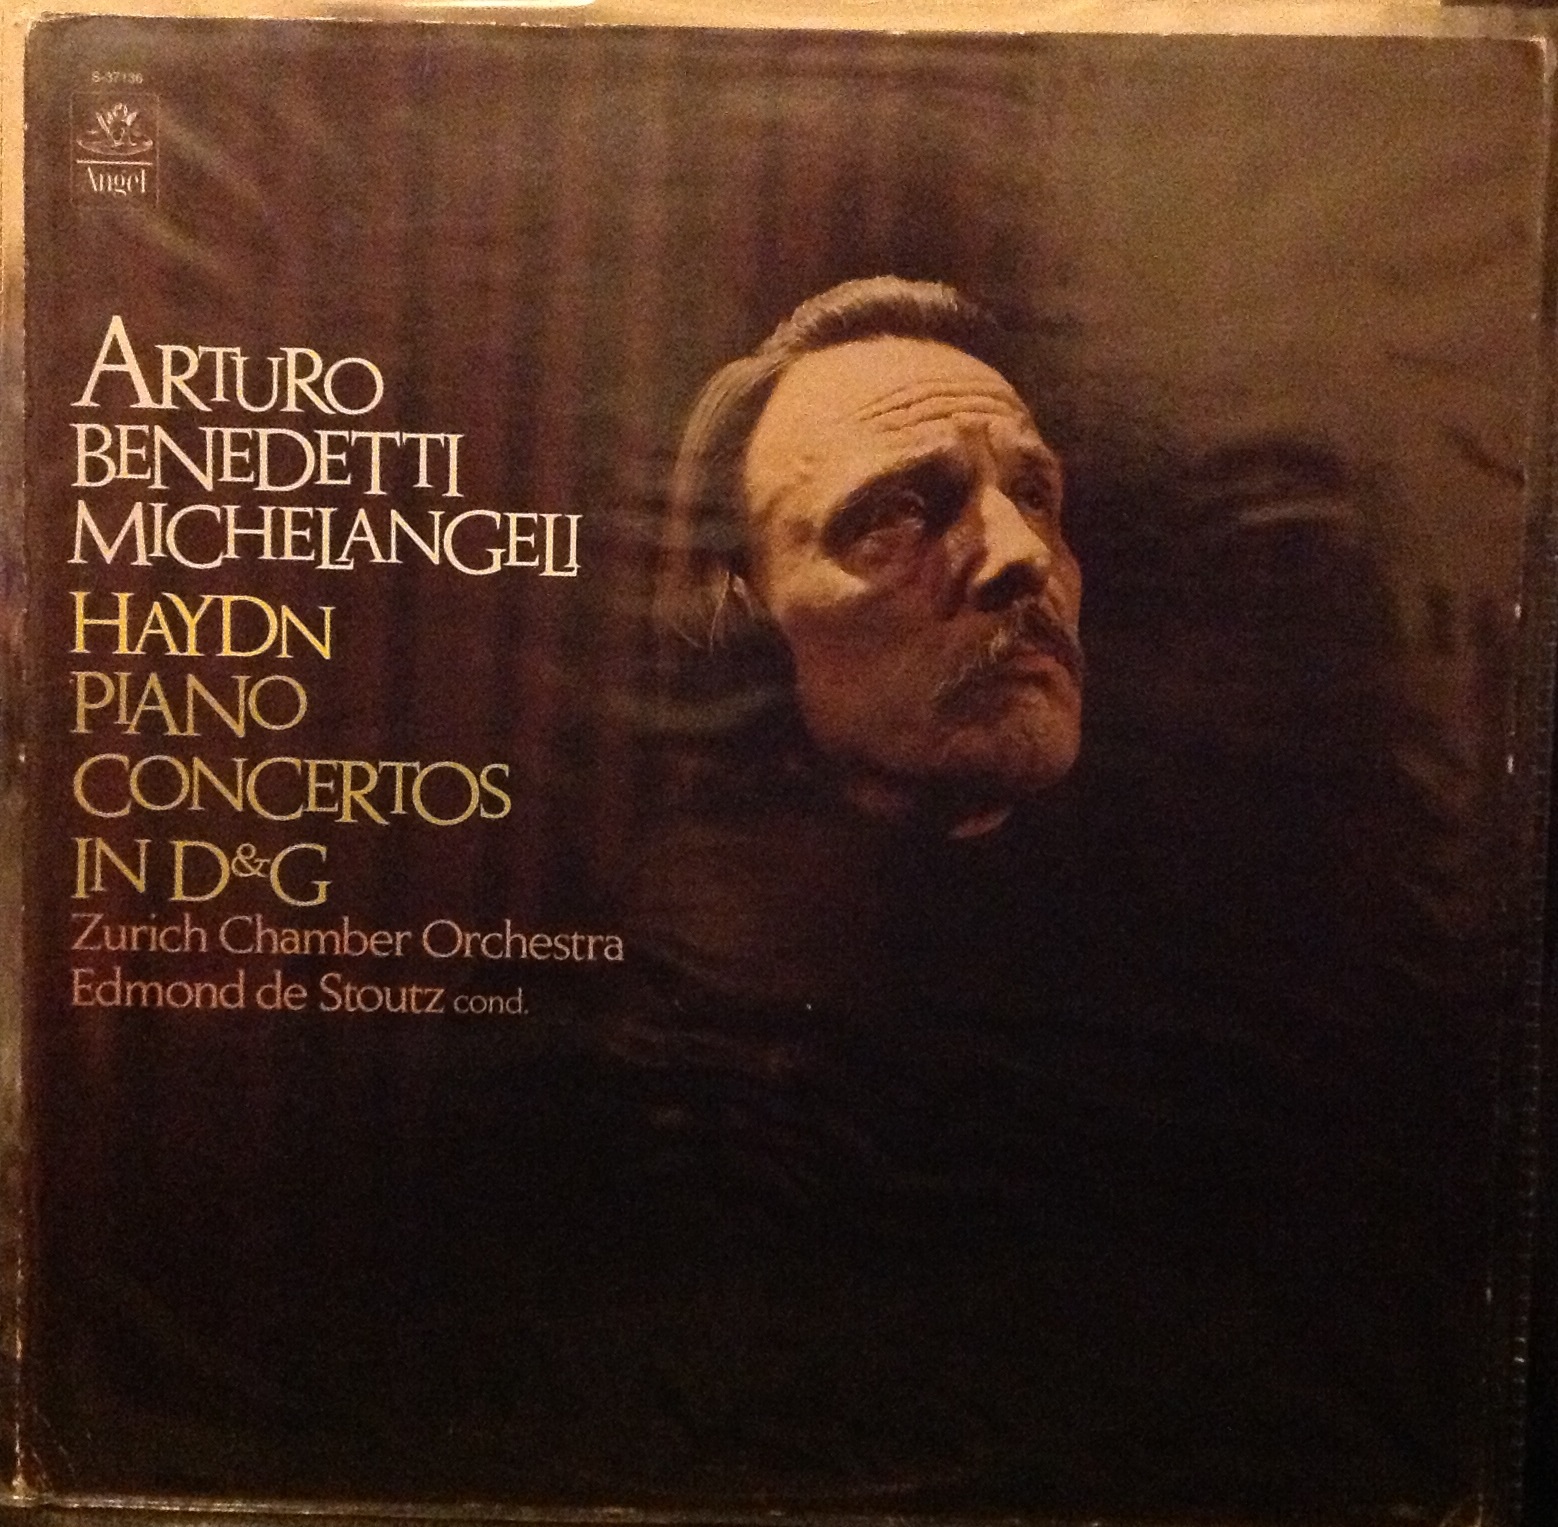 S-37136
Angel
ARTURO
BENEDETTI
MICHELANGELI
HAYDN
PIANO
CONCERTOS
IN D&G
Zurich Chamber Orchestra
Edmond de Stoutz cond.